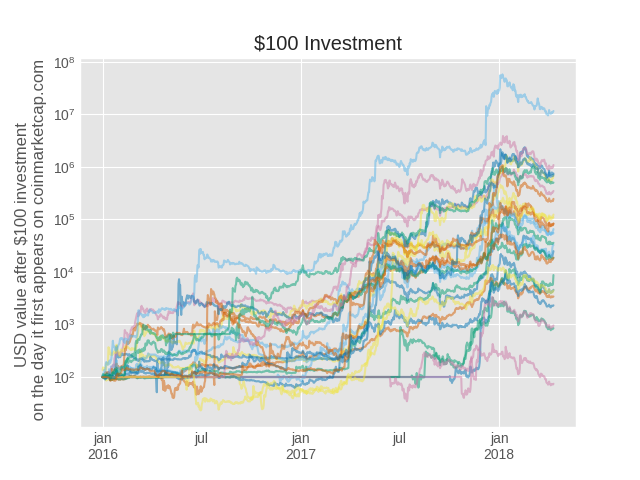 $100 Investment
USD value after $100 investment
on the day it first appears on coinmarketcap.com
10⁸
10⁷
10⁶
10⁵
10⁴
10³
10²
jan
2016
jul
jan
2017
jul
jan
2018